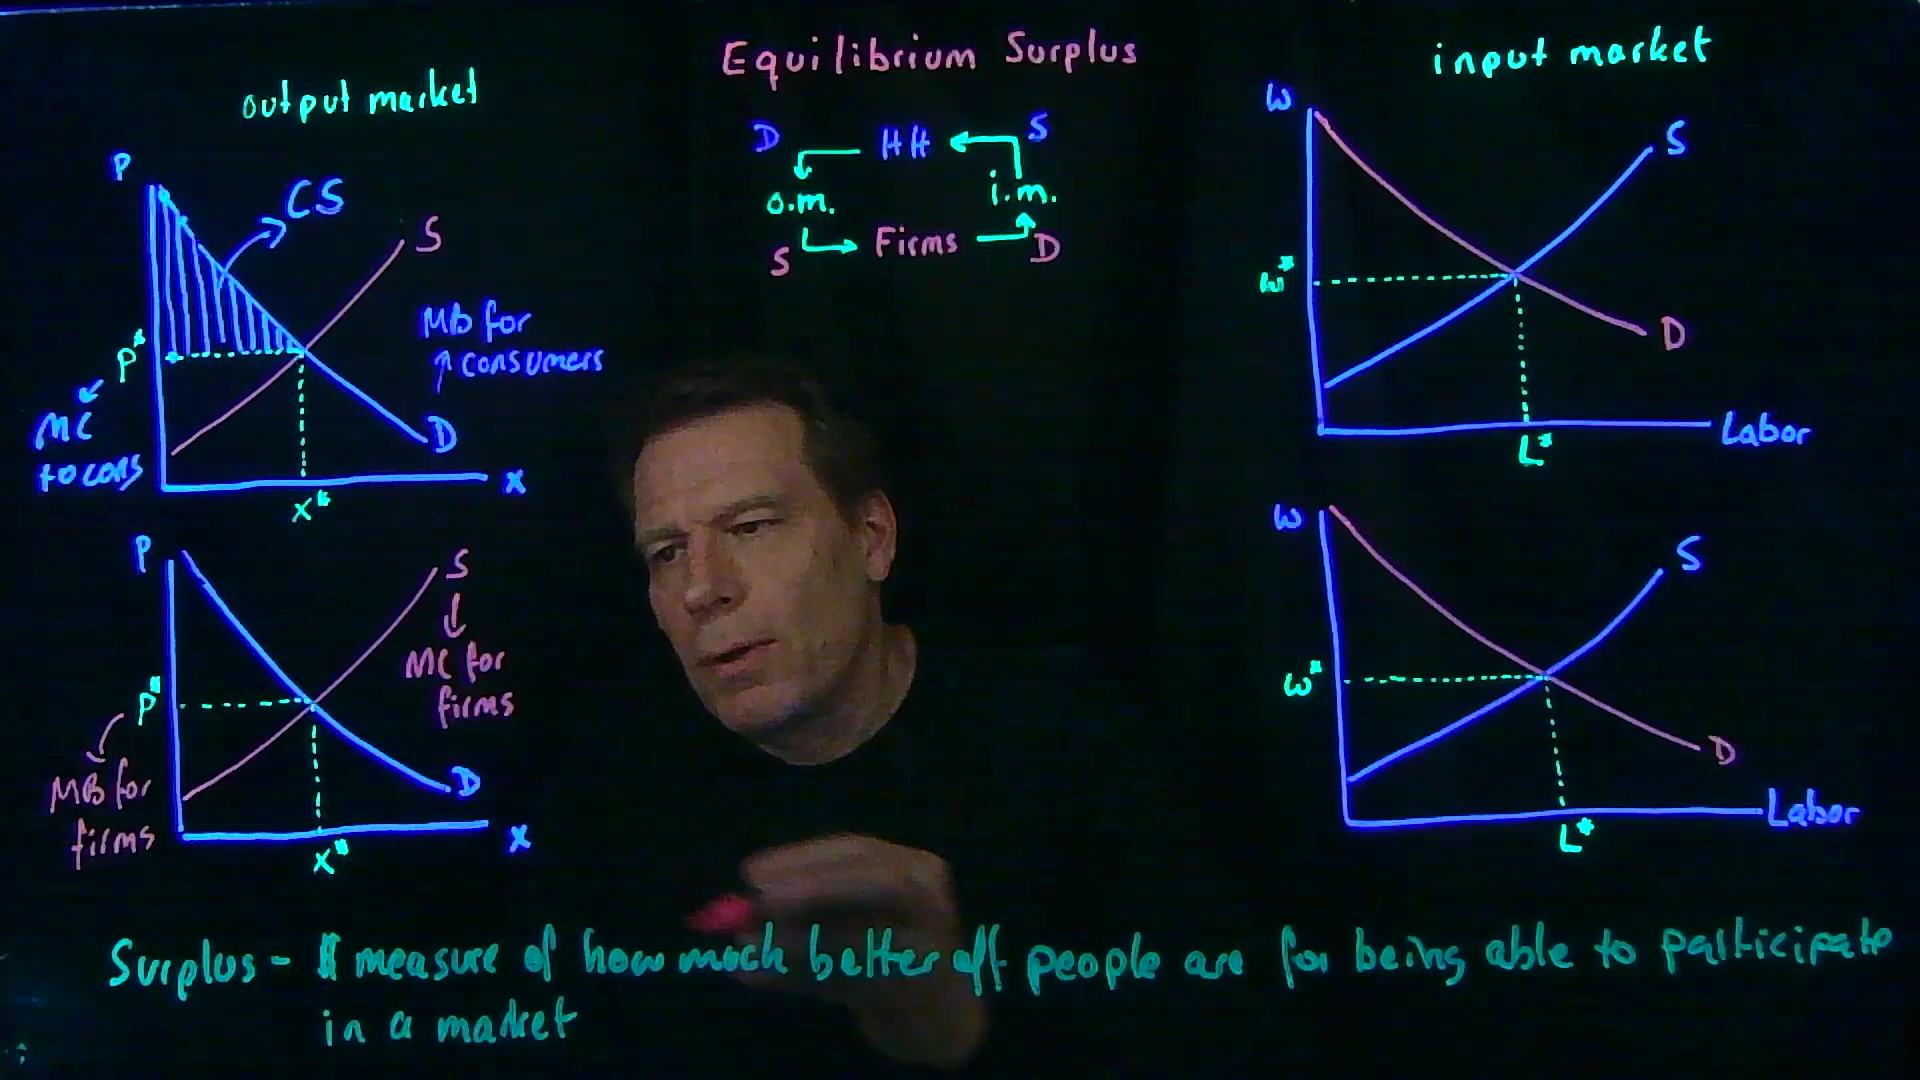 Equilibrium Surplus
output market
P
CS
S
P*
MB for
consumers
MC
to cons
D
X
X*
D HH S
o.m. i.m.
S Firms D
input market
W
S
W*
D
Labor
L*
P
S
MC for
firms
P*
MB for
firms
D
X
X*
W
S
W*
D
Labor
L*
Surplus - $ measure of how much better off people are for being able to participate
in a market